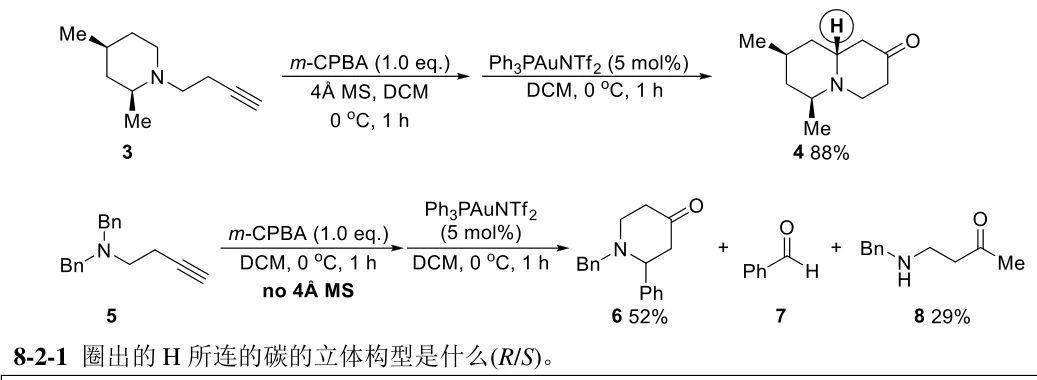 Me
N
Me
3
m-CPBA (1.0 eq.)
4Å MS, DCM
0 °C, 1 h
Ph₃PAuNTf₂ (5 mol%)
DCM, 0 °C, 1 h
H
Me
O
N
Me
4 88%
Bn
N
Bn
5
m-CPBA (1.0 eq.)
DCM, 0 °C, 1 h
no 4Å MS
Ph₃PAuNTf₂
(5 mol%)
DCM, 0 °C, 1 h
O
N
Bn
Ph
6 52%
+
O
Ph H
7
+
O
Bn N Me
H
8 29%
8-2-1 圈出的 H 所连的碳的立体构型是什么(R/S)。